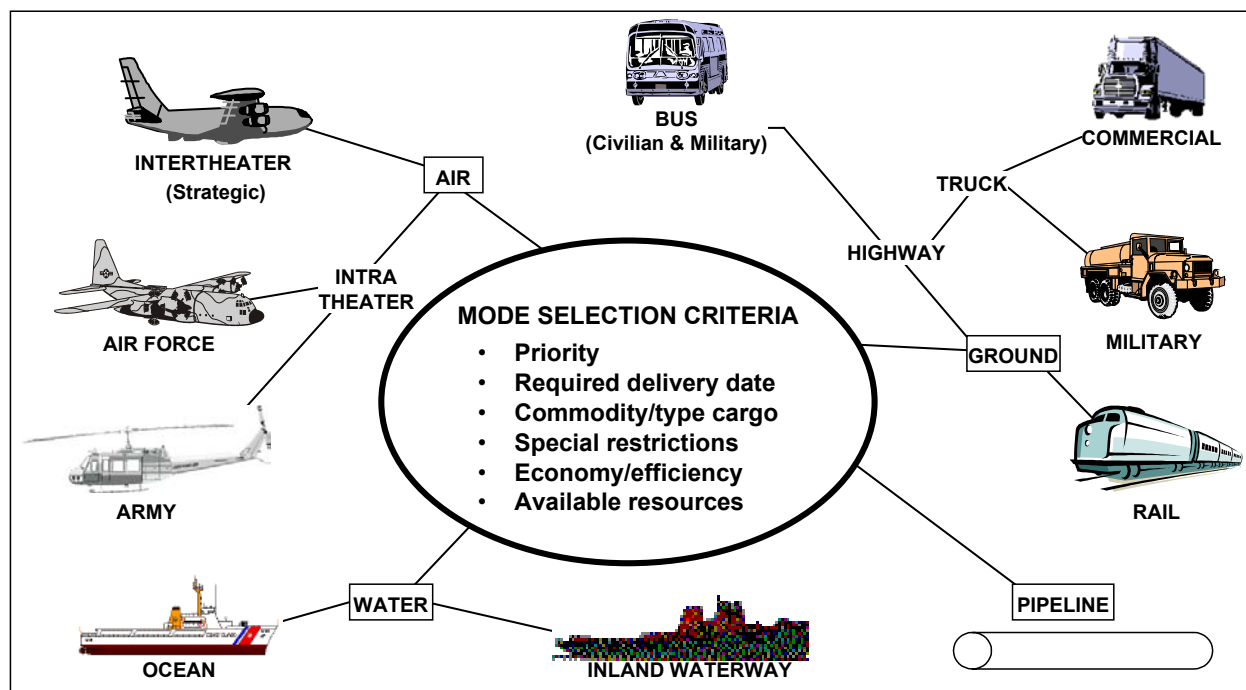 BUS
(Civilian & Military)
COMMERCIAL
INTERTHEATER
(Strategic)
AIR
TRUCK
HIGHWAY
INTRA
THEATER
AIR FORCE
MILITARY
GROUND
MODE SELECTION CRITERIA
• Priority
• Required delivery date
• Commodity/type cargo
• Special restrictions
• Economy/efficiency
• Available resources
ARMY
RAIL
WATER
PIPELINE
OCEAN
INLAND WATERWAY